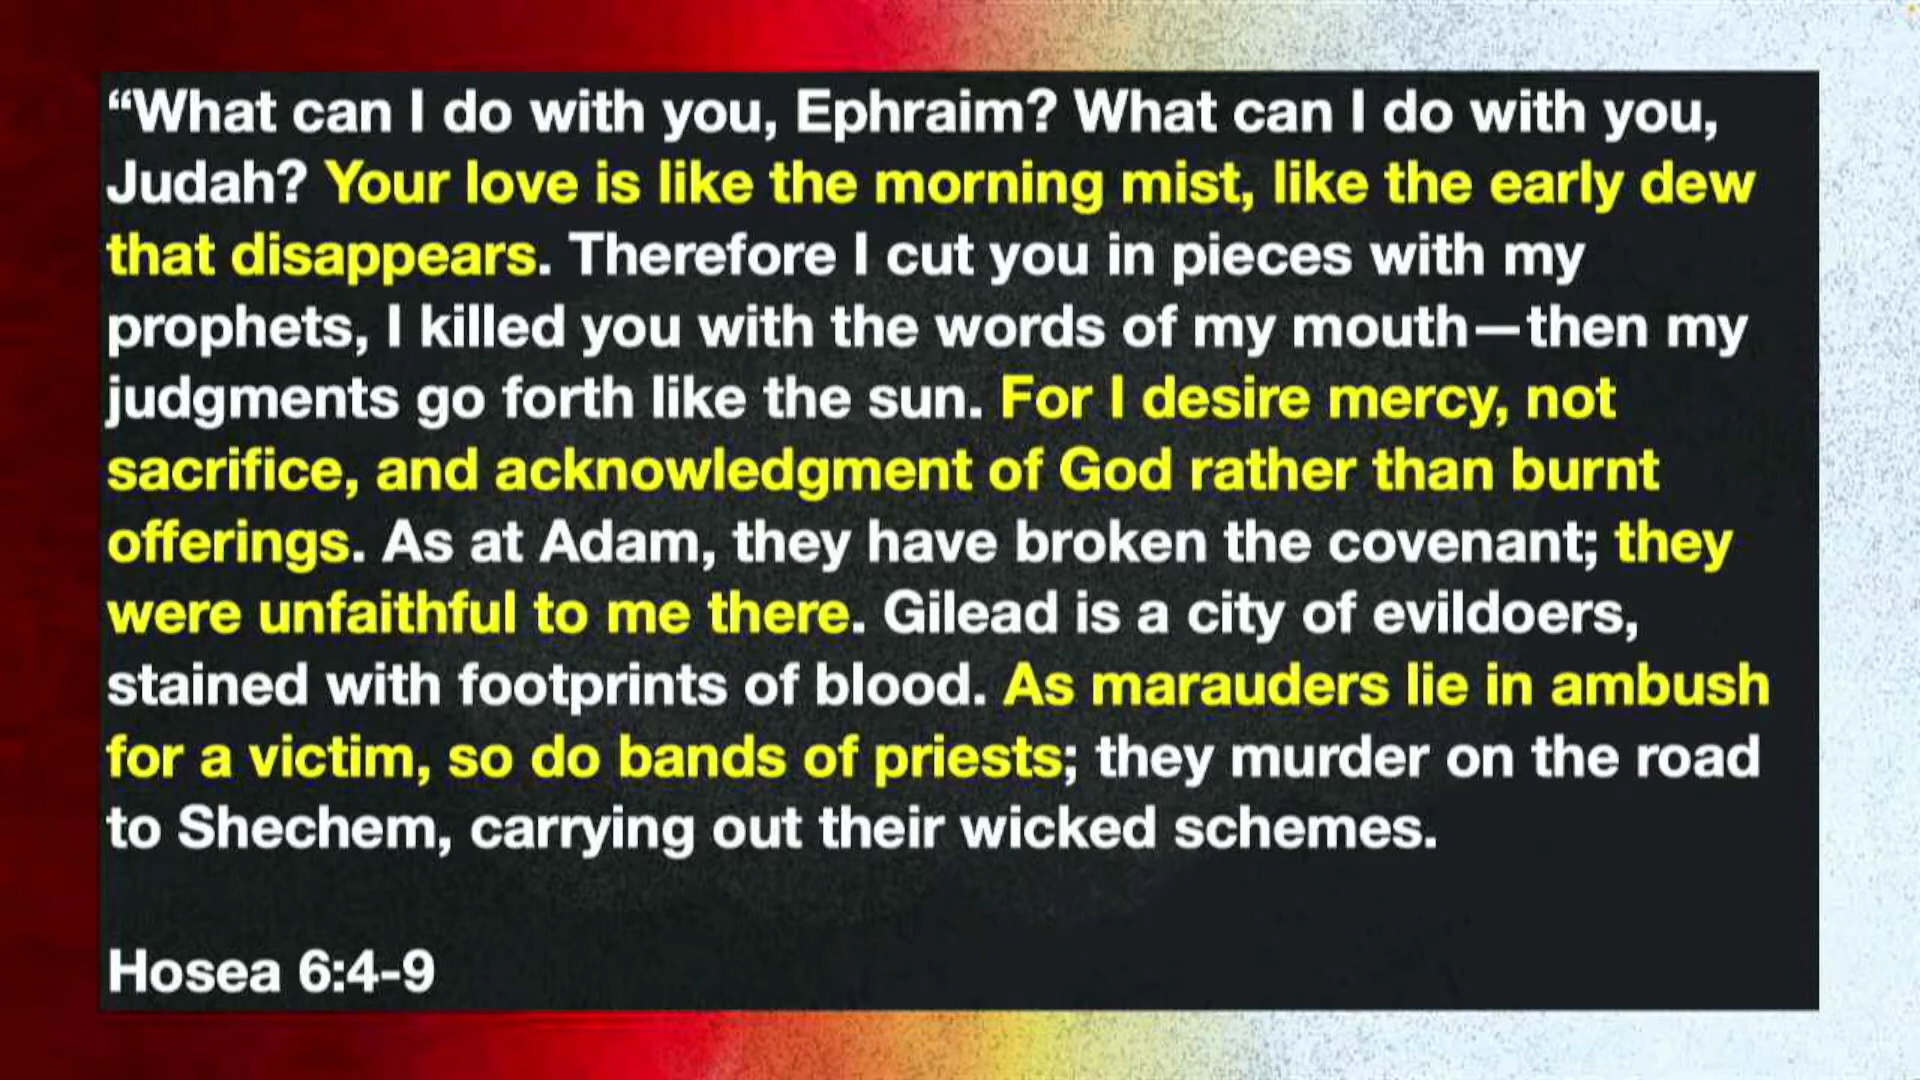 “What can I do with you, Ephraim? What can I do with you,
Judah? Your love is like the morning mist, like the early dew
that disappears. Therefore I cut you in pieces with my
prophets, I killed you with the words of my mouth—then my
judgments go forth like the sun. For I desire mercy, not
sacrifice, and acknowledgment of God rather than burnt
offerings. As at Adam, they have broken the covenant; they
were unfaithful to me there. Gilead is a city of evildoers,
stained with footprints of blood. As marauders lie in ambush
for a victim, so do bands of priests; they murder on the road
to Shechem, carrying out their wicked schemes.
Hosea 6:4-9